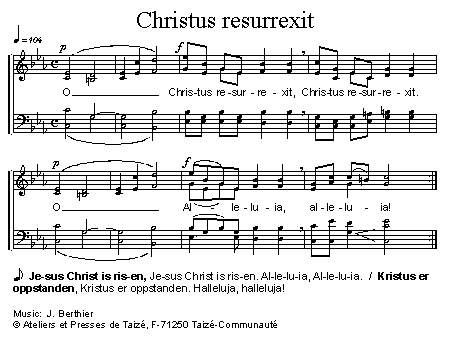 Christus resurrexit
♩=104
p f
O Chris-tus re-sur-re-xit, Chris-tus re-sur-re-xit.
p f
O Al le-lu-ia, al-le-lu-ia!
♪ Je-sus Christ is ris-en, Je-sus Christ is ris-en. Al-le-lu-ia, Al-le-lu-ia. / Kristus er
oppstanden, Kristus er oppstanden. Halleluja, halleluja!
Music: J. Berthier
© Ateliers et Presses de Taizé, F-71250 Taizé-Communauté